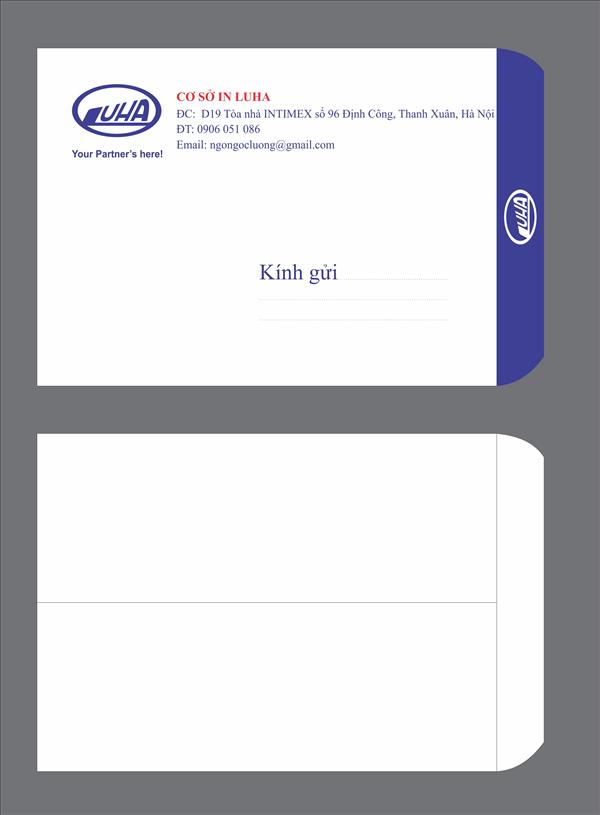 LUHA
Your Partner's here!
CƠ SỞ IN LUHA
ĐC: D19 Tòa nhà INTIMEX số 96 Định Công, Thanh Xuân, Hà Nội
ĐT: 0906 051 086
Email: ngongocluong@gmail.com
LUHA
Kính gửi